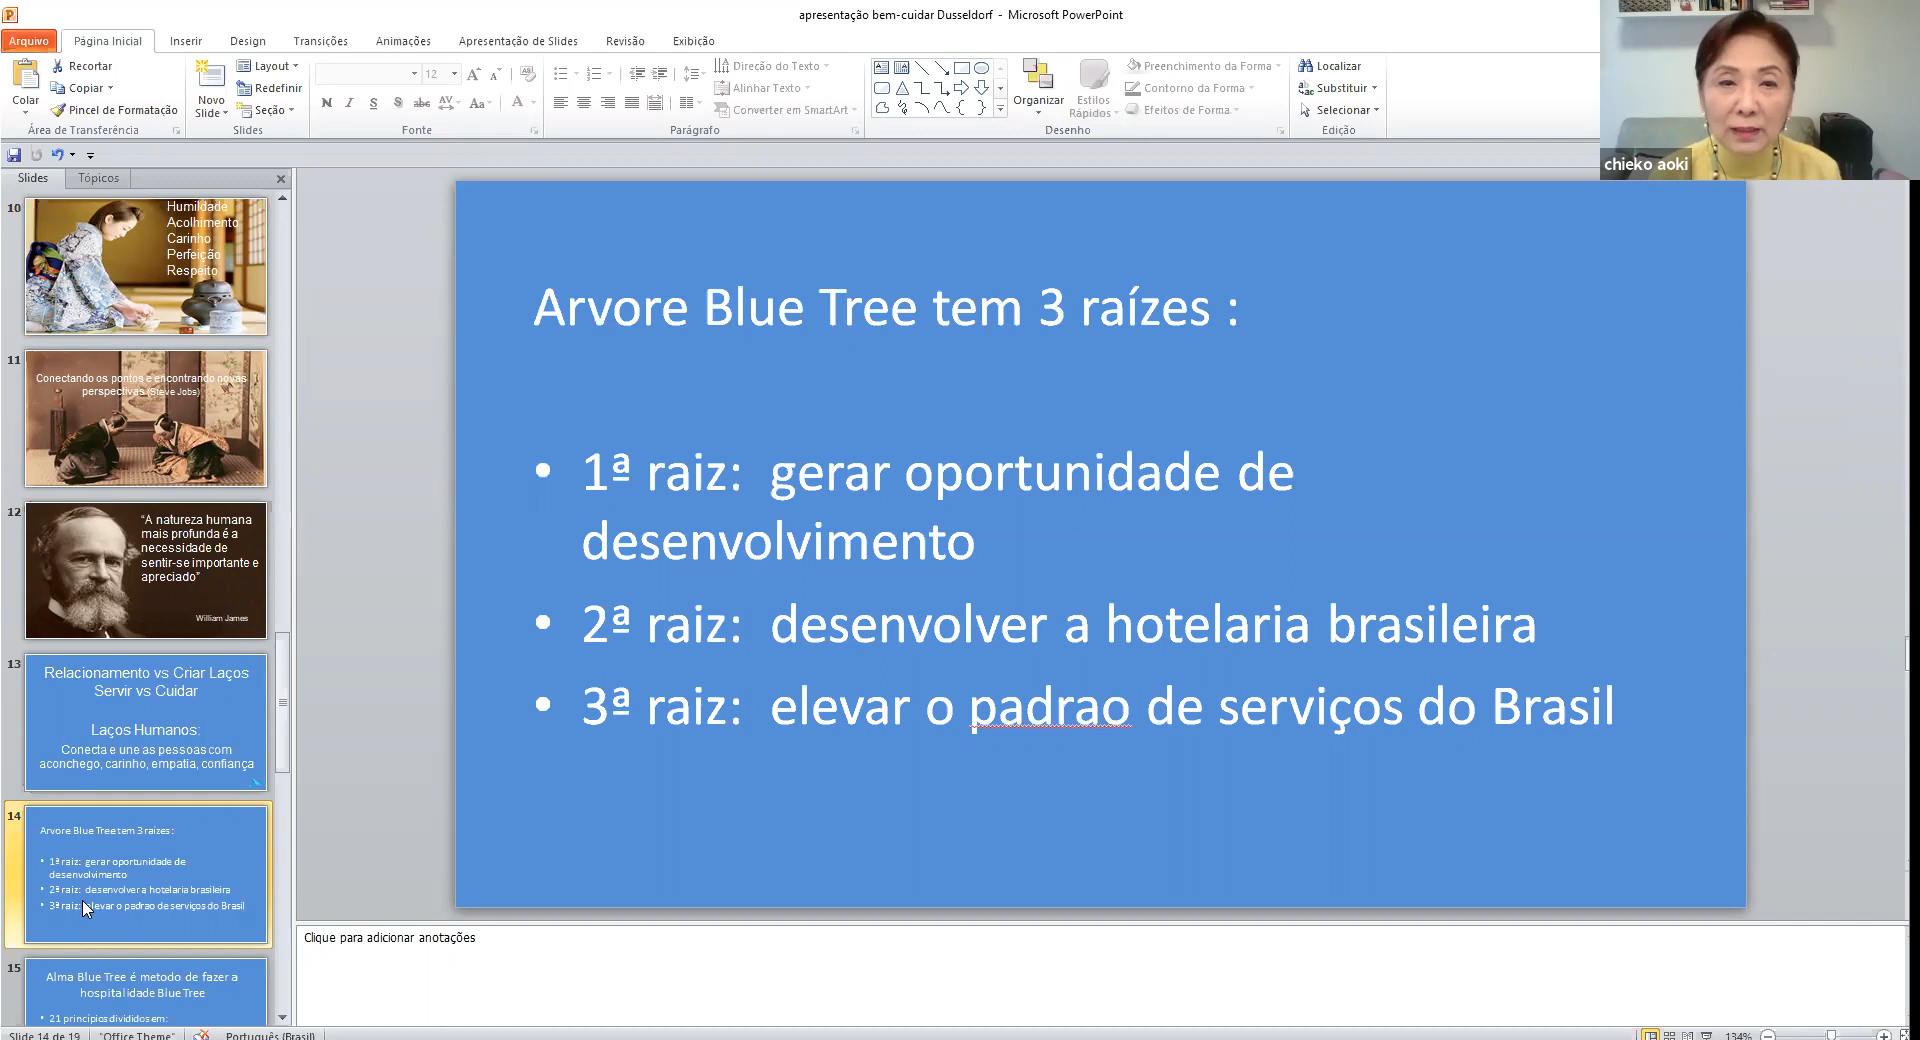 apresentação bem-cuidar Dusseldorf - Microsoft PowerPoint
Arquivo Página Inicial Inserir Design Transições Animações Apresentação de Slides Revisão Exibição
Colar
Recortar
Copiar
Pincel de Formatação
Área de Transferência
Novo
Slide
Layout
Redefinir
Seção
Slides
12
N I S S abc AV Aa A
Fonte
Direção do Texto
Alinhar Texto
Converter em SmartArt
Parágrafo
Organizar
Estilos
Rápidos
Preenchimento da Forma
Contorno da Forma
Efeitos de Forma
Desenho
Localizar
Substituir
Selecionar
Edição
chieko aoki
Slides Tópicos
10
Humildade
Acolhimento
Carinho
Perfeição
Respeito
11
Conectando os pontos e encontrando novas
perspectivas (Steve Jobs)
12
“A natureza humana
mais profunda é a
necessidade de
sentir-se importante e
apreciado”
William James
13
Relacionamento vs Criar Laços
Servir vs Cuidar
Laços Humanos:
Conecta e une as pessoas com
aconchego, carinho, empatia, confiança
14
Arvore Blue Tree tem 3 raízes :
• 1ª raiz: gerar oportunidade de
desenvolvimento
• 2ª raiz: desenvolver a hotelaria brasileira
• 3ª raiz: elevar o padrao de serviços do Brasil
15
Alma Blue Tree é metodo de fazer a
hospitalidade Blue Tree
• 21 principios divididos em:
Arvore Blue Tree tem 3 raízes :
• 1ª raiz: gerar oportunidade de
desenvolvimento
• 2ª raiz: desenvolver a hotelaria brasileira
• 3ª raiz: elevar o padrao de serviços do Brasil
Clique para adicionar anotações
Slide 14 de 19 "Office Theme" Português (Brasil) 134%